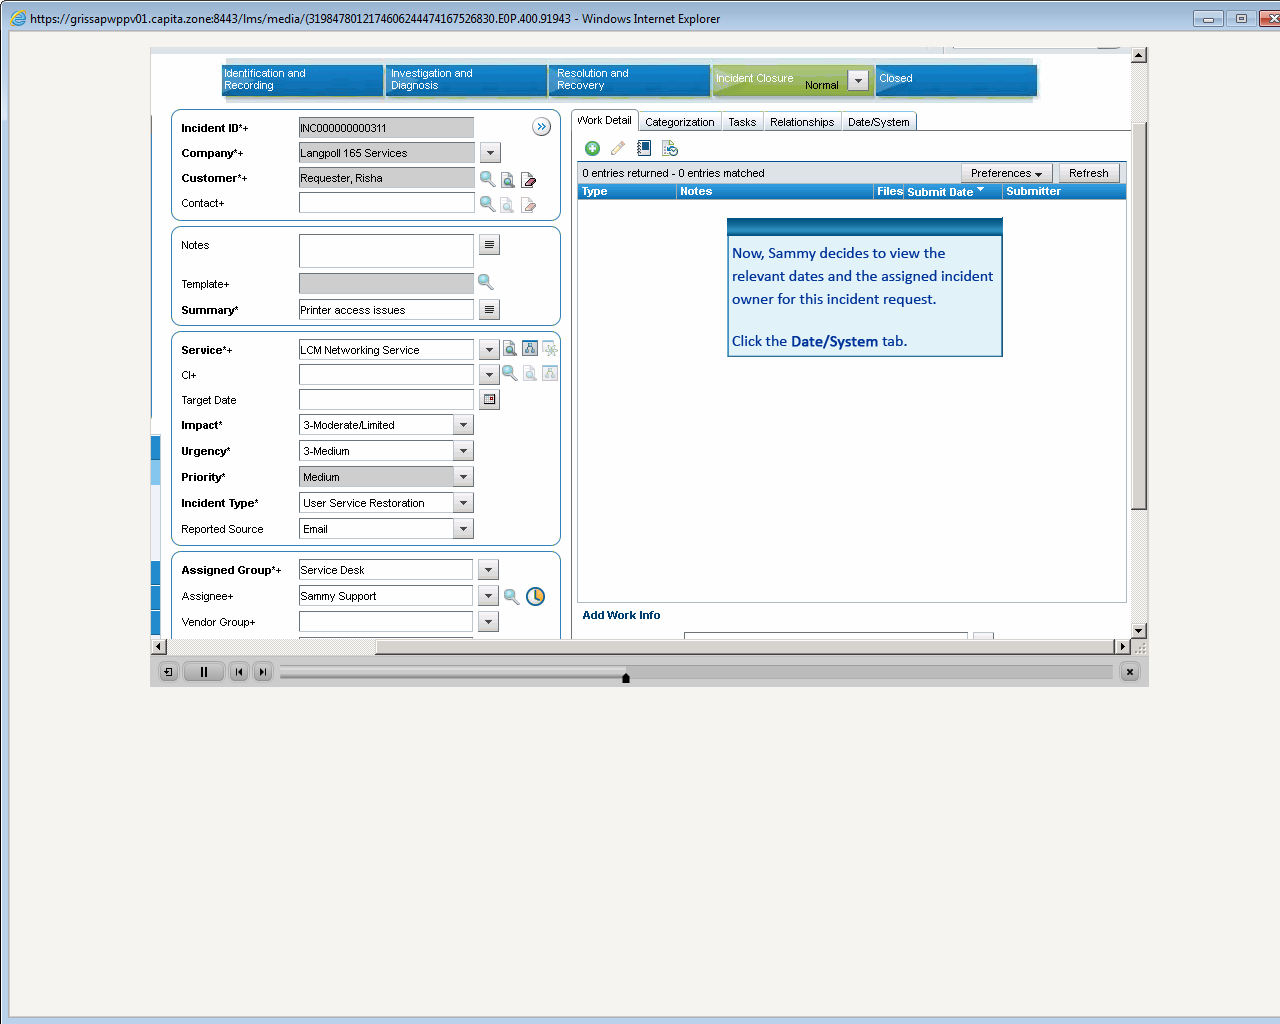 https://grissapwppv01.capita.zone:8443/lms/media/(3198478012174606244474167526830.E0P.400.91943 - Windows Internet Explorer
Identification and
Recording
Investigation and
Diagnosis
Resolution and
Recovery
Incident Closure
Normal
Closed
Incident ID*+
INC000000000311
Company*+
Langpoll 165 Services
Customer*+
Requester, Risha
Contact+
Notes
Template+
Summary*
Printer access issues
Service*+
LCM Networking Service
CI+
Target Date
Impact*
3-Moderate/Limited
Urgency*
3-Medium
Priority*
Medium
Incident Type*
User Service Restoration
Reported Source
Email
Assigned Group*+
Service Desk
Assignee+
Sammy Support
Vendor Group+
Work Detail
Categorization
Tasks
Relationships
Date/System
0 entries returned - 0 entries matched
Preferences
Refresh
Type
Notes
Files
Submit Date
Submitter
Now, Sammy decides to view the
relevant dates and the assigned incident
owner for this incident request.
Click the Date/System tab.
Add Work Info